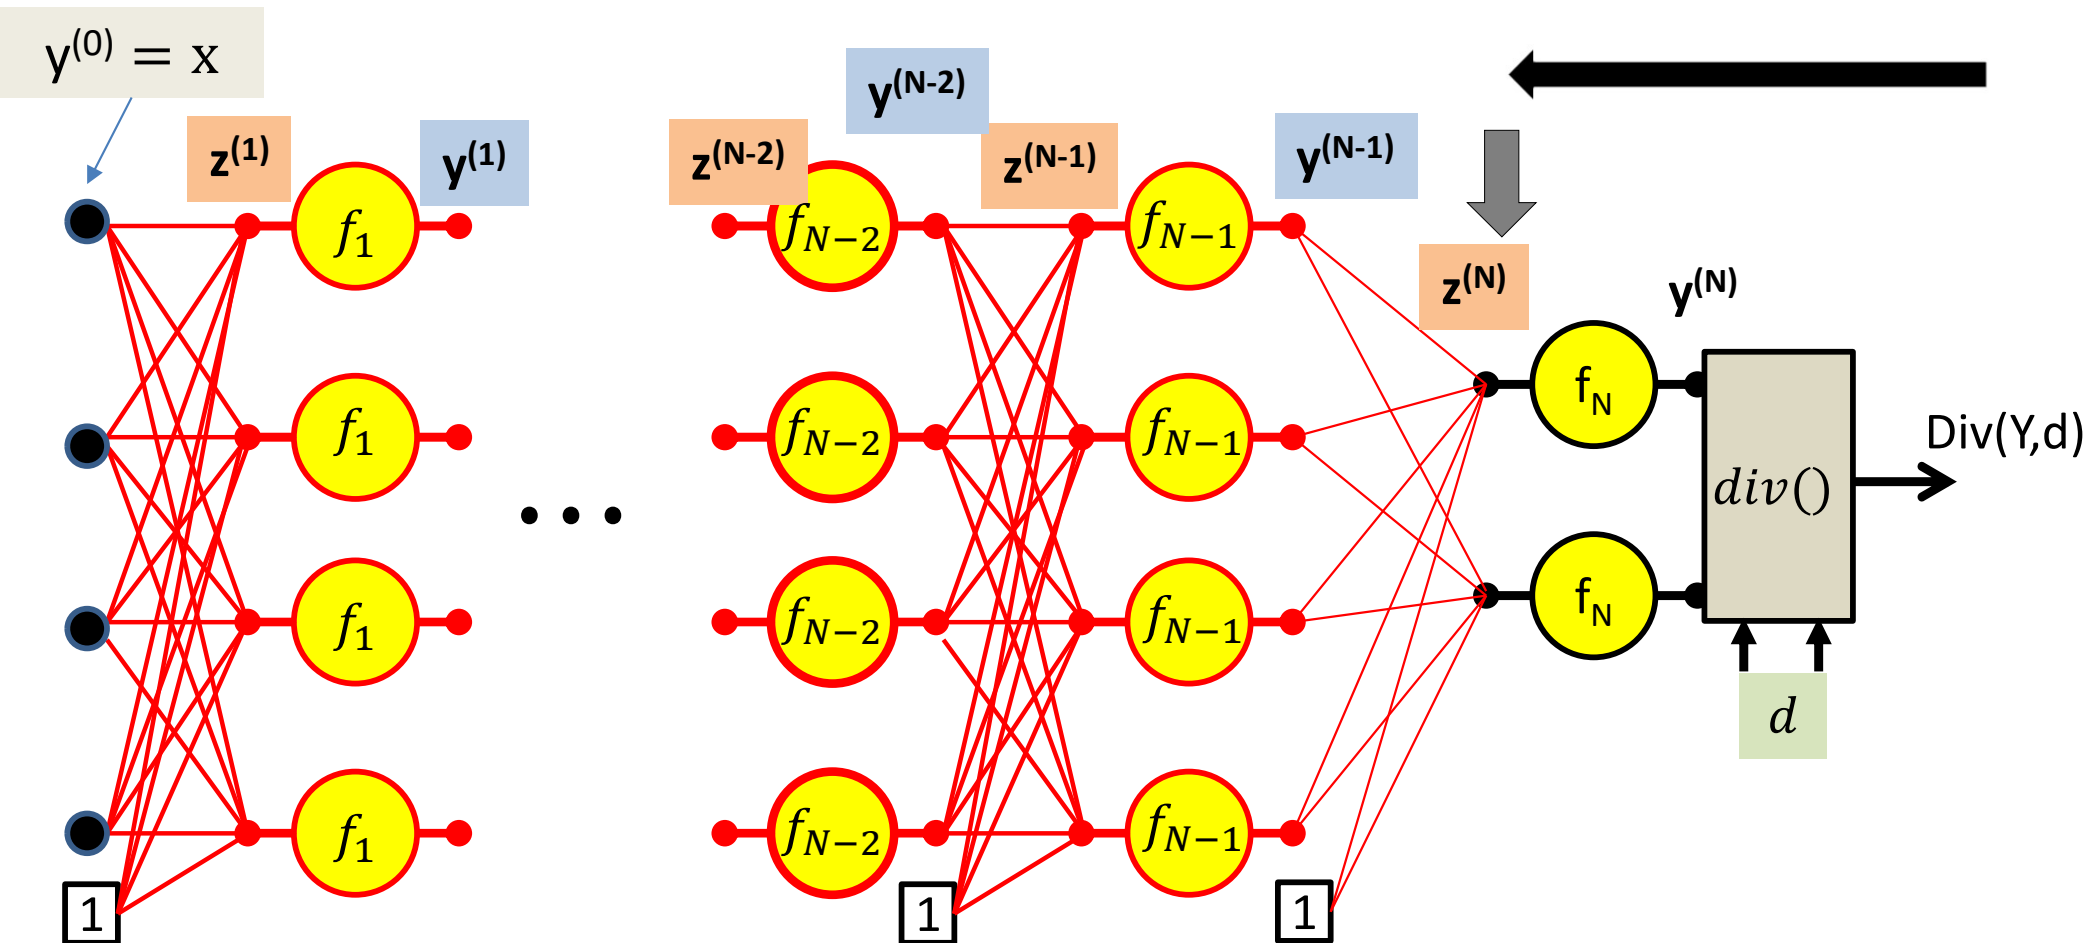 y(0) = x
z(1)
y(1)
z(N-2)
y(N-2)
z(N-1)
y(N-1)
z(N)
y(N)
f1
fN−2
fN−1
fN
f1
fN−2
fN−1
f1
fN−2
fN−1
fN
f1
fN−2
fN−1
...
div()
Div(Y,d)
d
1
1
1